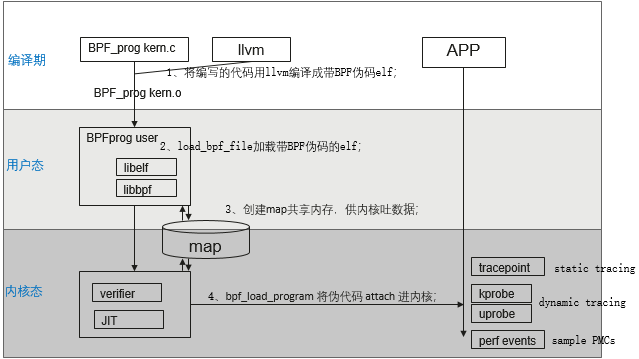 编译期
BPF_prog kern.c
llvm
APP
1、将编写的代码用llvm编译成带BPF伪码elf；
BPF_prog kern.o
用户态
BPFprog user
2、load_bpf_file加载带BPF伪码的elf；
libelf
libbpf
3、创建map共享内存，供内核吐数据；
map
内核态
verifier
JIT
4、bpf_load_program 将伪代码 attach 进内核；
tracepoint
static tracing
kprobe
dynamic tracing
uprobe
perf events
sample PMCs